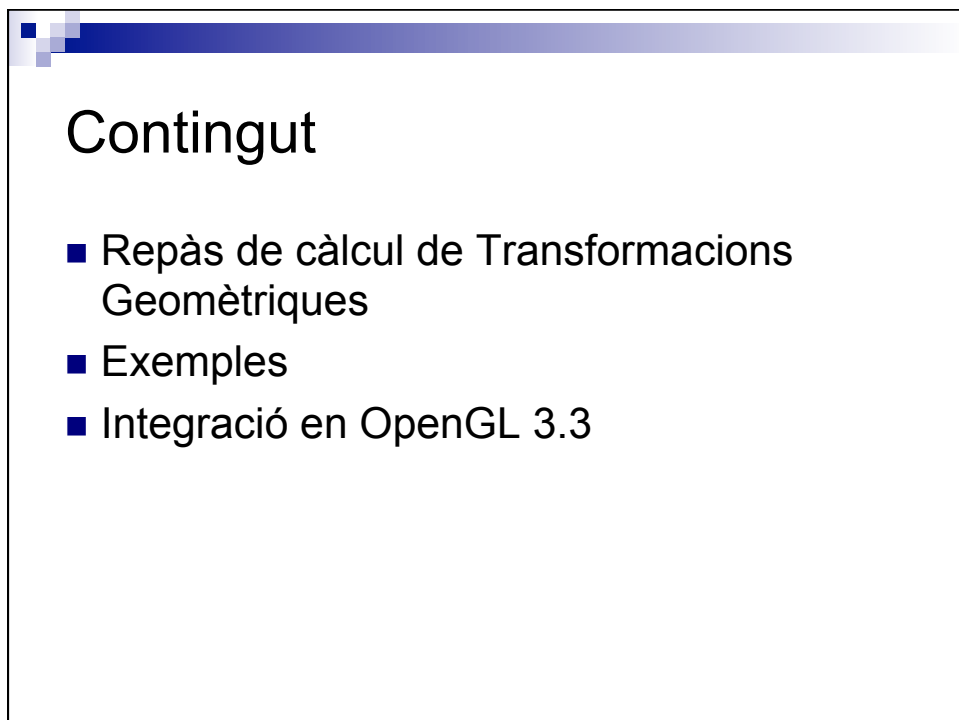 Contingut
Repàs de càlcul de Transformacions
Geomètriques
Exemples
Integració en OpenGL 3.3